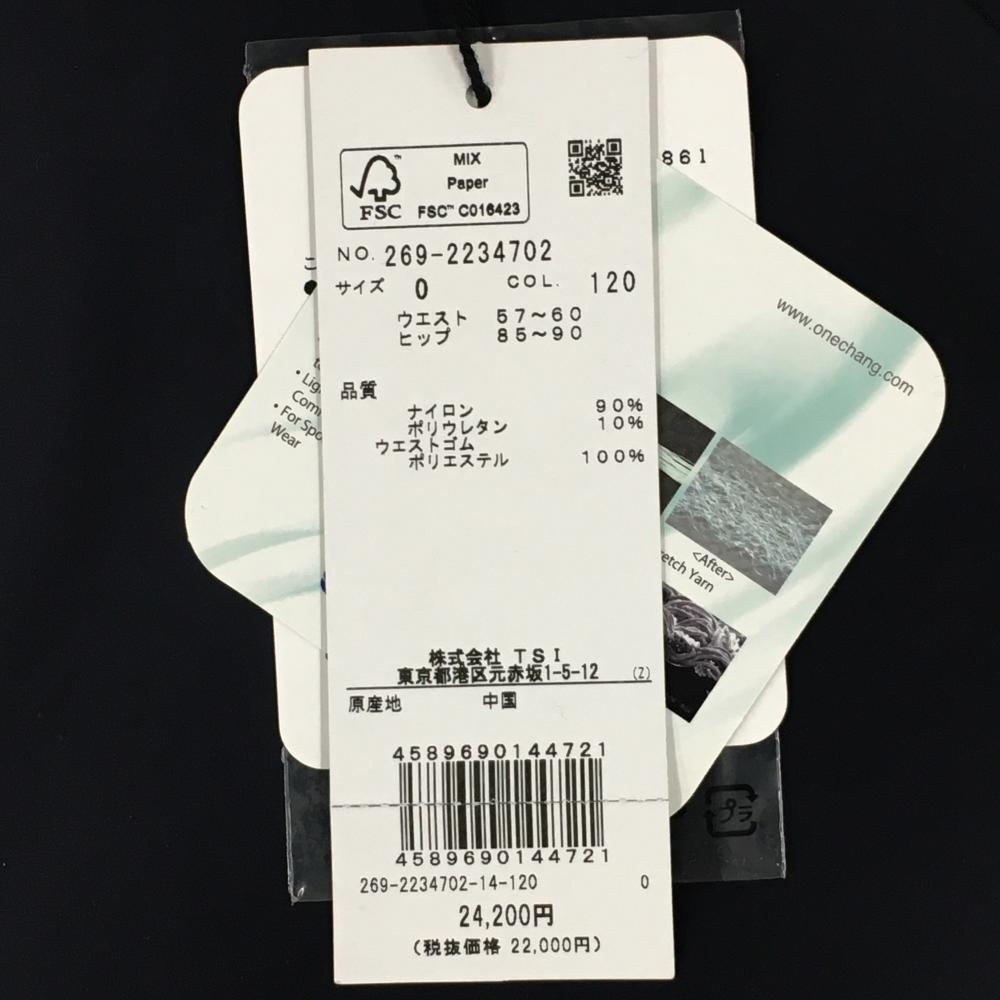 MIX
Paper
FSC™
FSC™ C016423
861
NO. 269-2234702
サイズ 0 COL. 120
ウエスト 57～60
ヒップ 85～90
品質
ナイロン 90%
ポリウレタン 10%
ウエストゴム
ポリエステル 100%
株式会社 TSI
東京都港区元赤坂1-5-12 (Z)
原産地 中国
4589690144721
4589690144721
269-2234702-14-120 0
24,200円
(税抜価格 22,000円)
www.onechang.com
<After>
etch Yarn
• Lig
Com
• For Spo
Wear
プラ